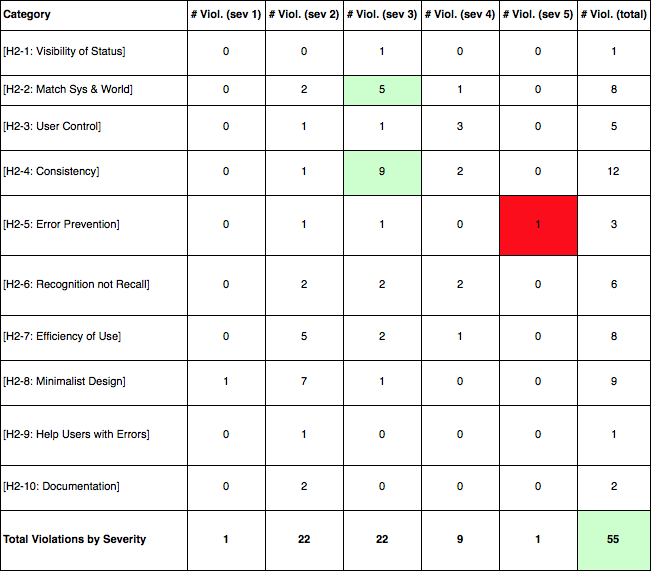 Category # Viol. (sev 1) # Viol. (sev 2) # Viol. (sev 3) # Viol. (sev 4) # Viol. (sev 5) # Viol. (total)
[H2-1: Visibility of Status] 0 0 1 0 0 1
[H2-2: Match Sys & World] 0 2 5 1 0 8
[H2-3: User Control] 0 1 1 3 0 5
[H2-4: Consistency] 0 1 9 2 0 12
[H2-5: Error Prevention] 0 1 1 0 1 3
[H2-6: Recognition not Recall] 0 2 2 2 0 6
[H2-7: Efficiency of Use] 0 5 2 1 0 8
[H2-8: Minimalist Design] 1 7 1 0 0 9
[H2-9: Help Users with Errors] 0 1 0 0 0 1
[H2-10: Documentation] 0 2 0 0 0 2
Total Violations by Severity 1 22 22 9 1 55